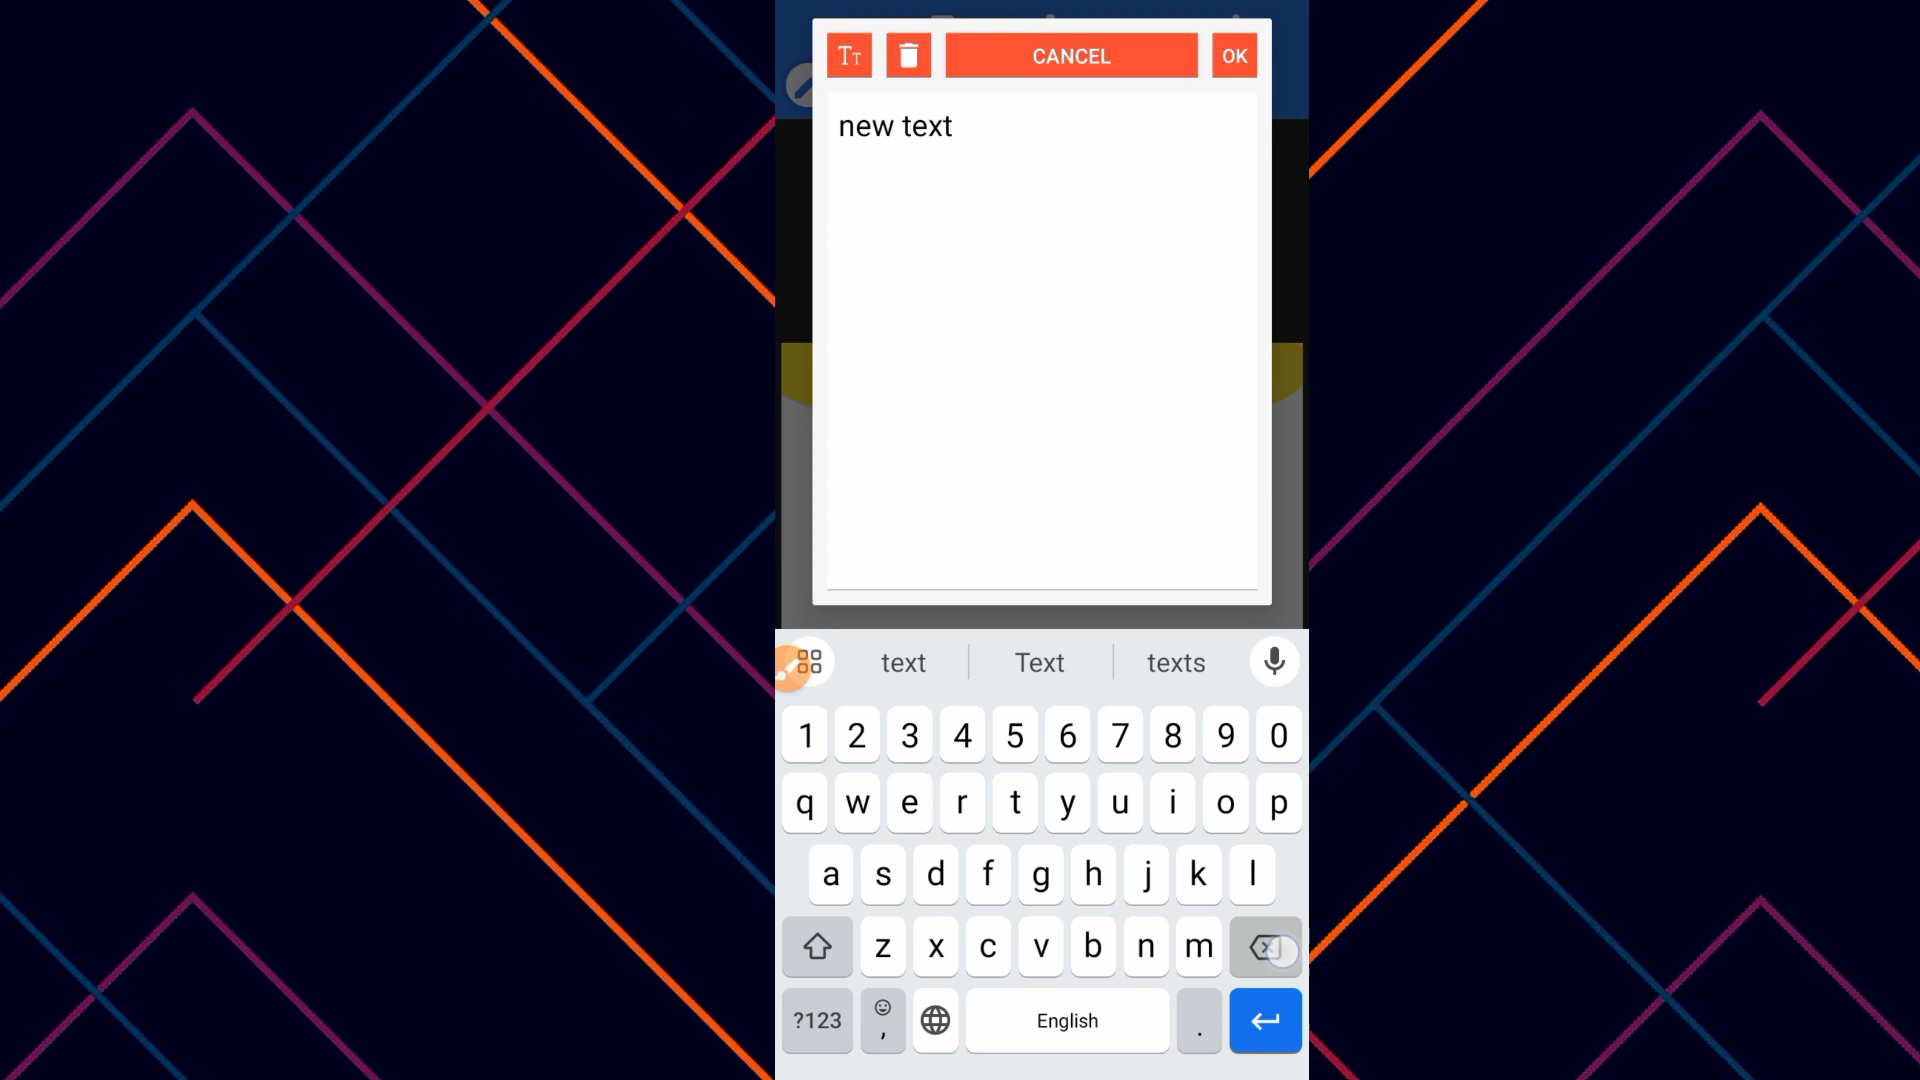 TT CANCEL OK
new text
text Text texts
1 2 3 4 5 6 7 8 9 0
q w e r t y u i o p
a s d f g h j k l
z x c v b n m
?123 , English .